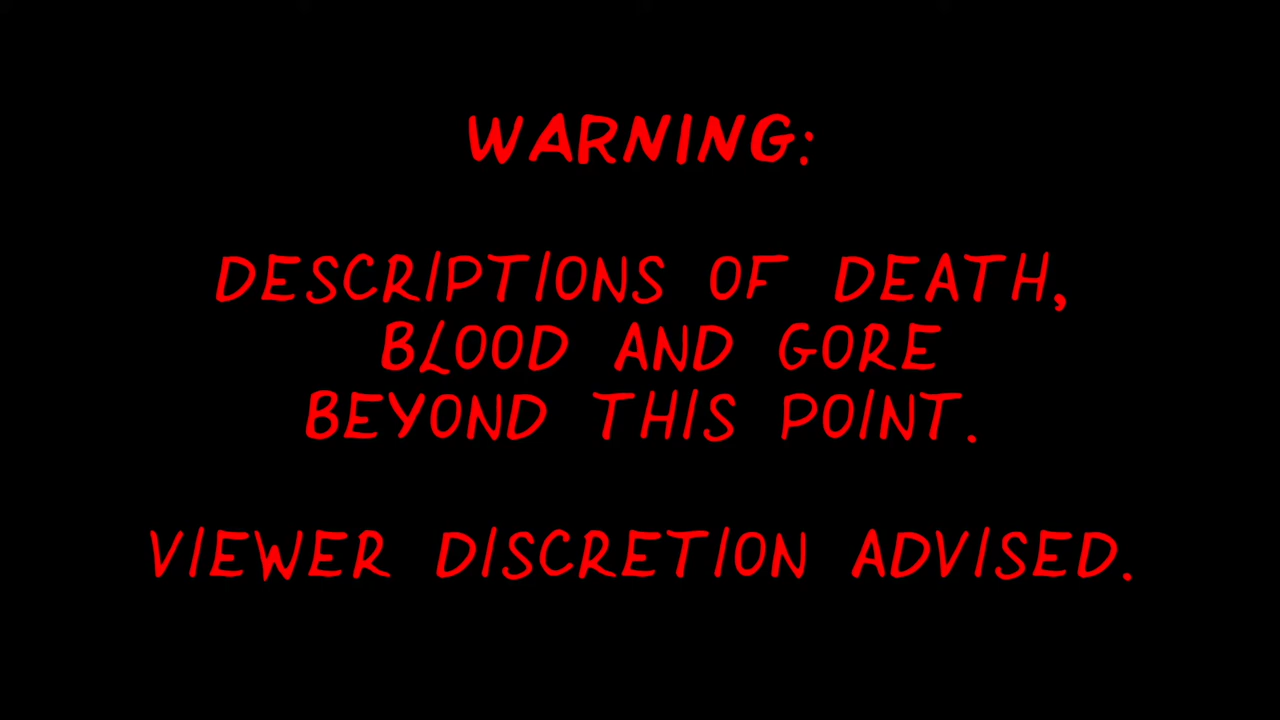 WARNING:
DESCRIPTIONS OF DEATH,
BLOOD AND GORE
BEYOND THIS POINT.
VIEWER DISCRETION ADVISED.